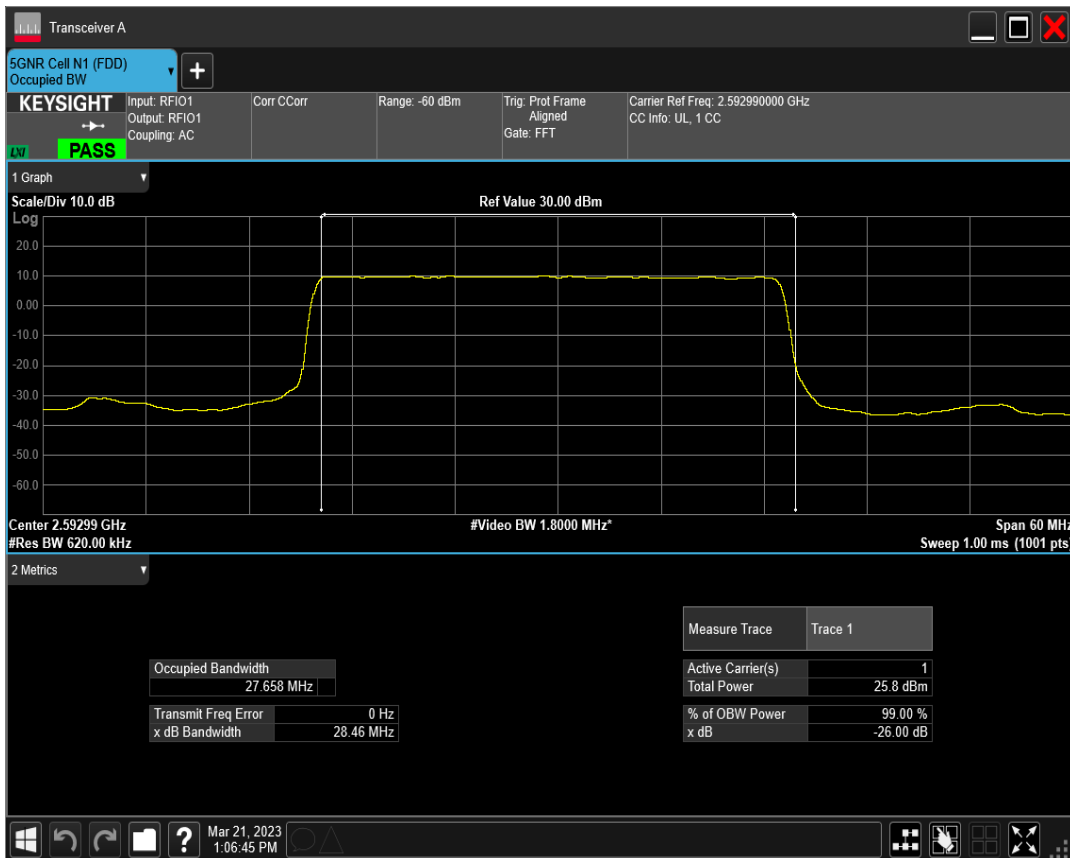 Transceiver A
5GNR Cell N1 (FDD)
Occupied BW
+
KEYSIGHT
LXI
PASS
Input: RFIO1
Output: RFIO1
Coupling: AC
Corr CCorr
Range: -60 dBm
Trig: Prot Frame
Aligned
Gate: FFT
Carrier Ref Freq: 2.592990000 GHz
CC Info: UL, 1 CC
1 Graph
Scale/Div 10.0 dB
Ref Value 30.00 dBm
Log
20.0
10.0
0.00
-10.0
-20.0
-30.0
-40.0
-50.0
-60.0
Center 2.59299 GHz
#Video BW 1.8000 MHz*
Span 60 MHz
#Res BW 620.00 kHz
Sweep 1.00 ms (1001 pts)
2 Metrics
Measure Trace Trace 1
Occupied Bandwidth
27.658 MHz
Active Carrier(s) 1
Total Power 25.8 dBm
Transmit Freq Error 0 Hz
x dB Bandwidth 28.46 MHz
% of OBW Power 99.00 %
x dB -26.00 dB
?
Mar 21, 2023
1:06:45 PM